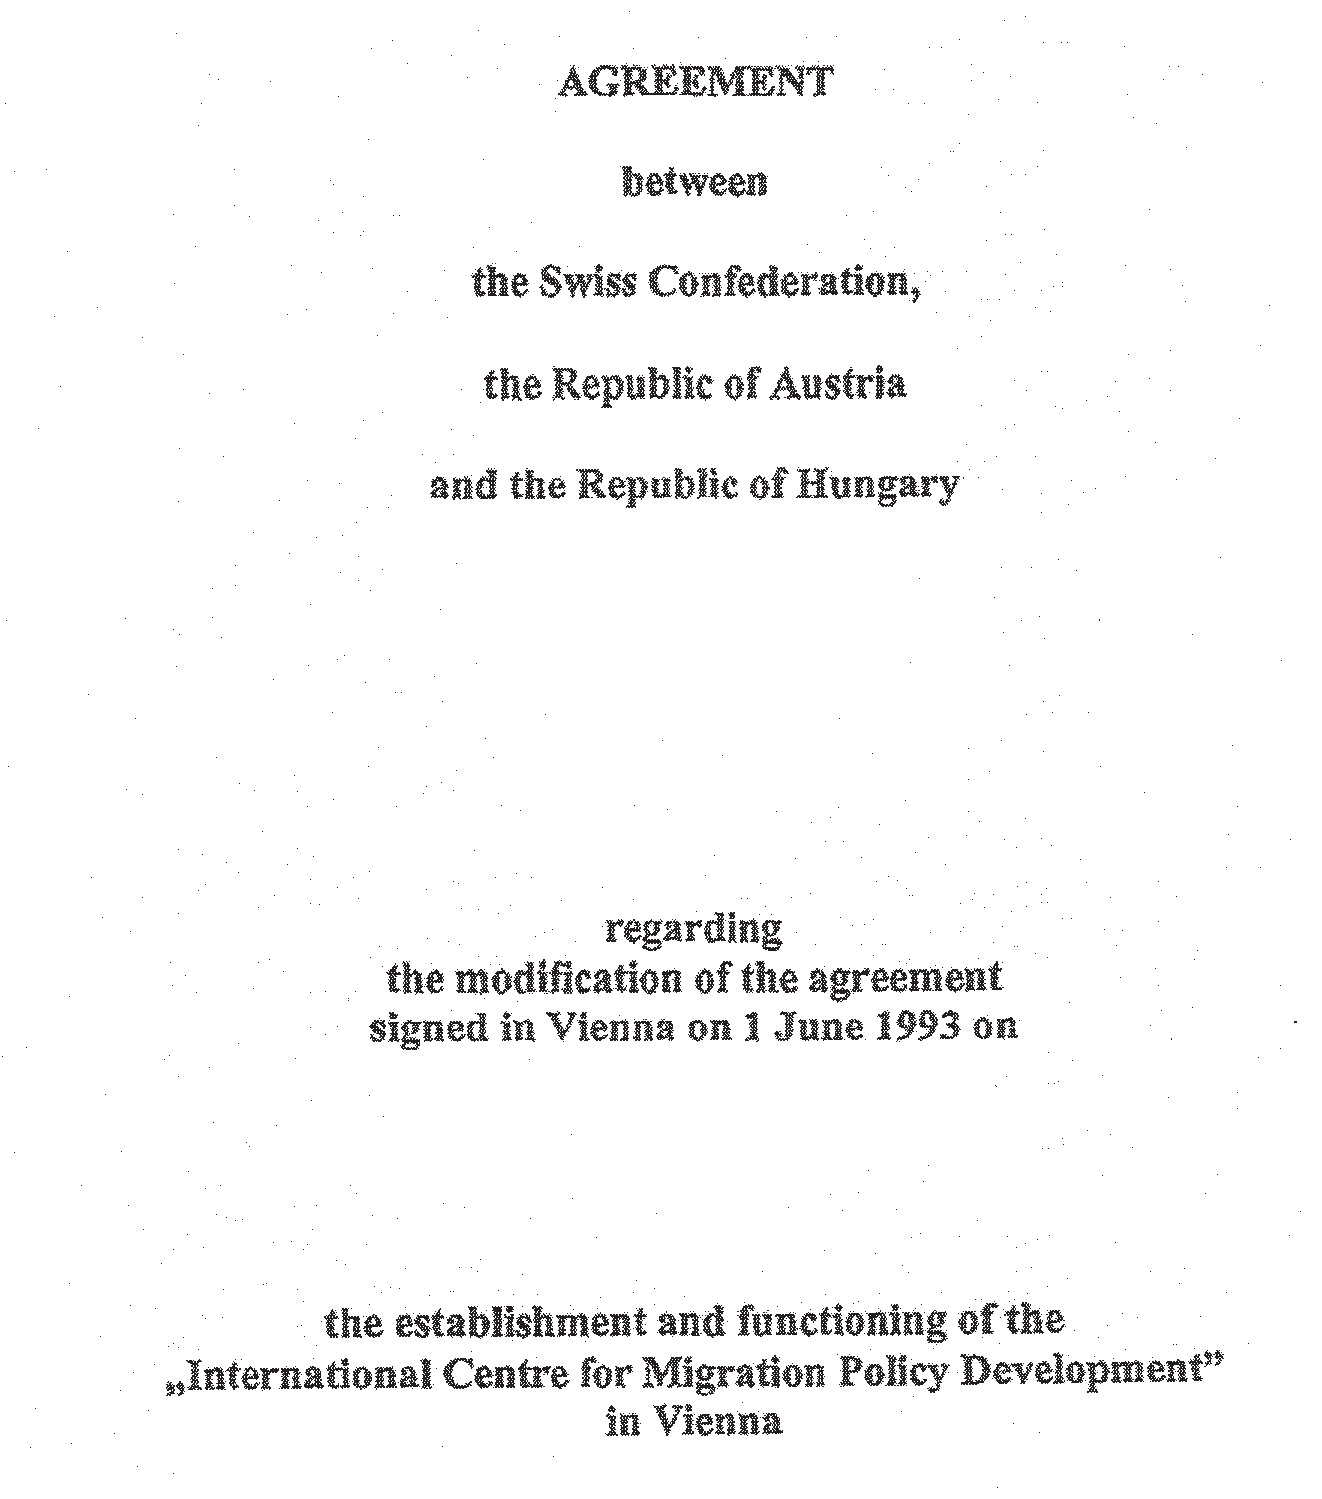 AGREEMENT
between
the Swiss Confederation,
the Republic of Austria
and the Republic of Hungary
regarding
the modification of the agreement
signed in Vienna on 1 June 1993 on
the establishment and functioning of the
„International Centre for Migration Policy Development”
in Vienna